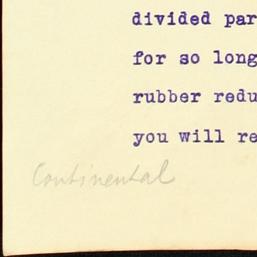 divided par
for so long
rubber redu
you will re
Continental